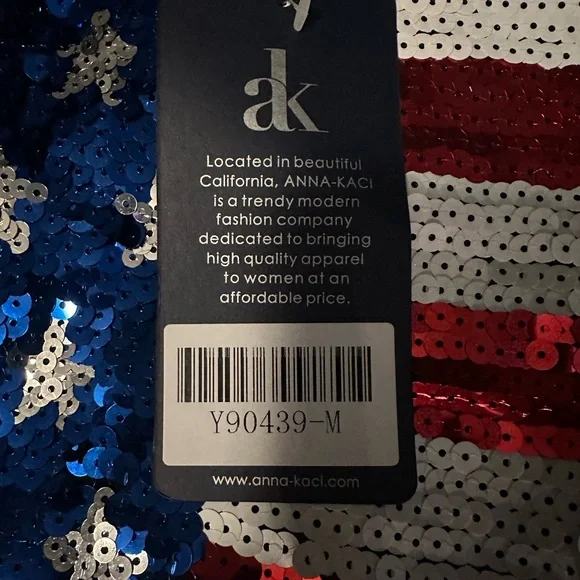 ak
Located in beautiful
California, ANNA-KACI
is a trendy modern
fashion company
dedicated to bringing
high quality apparel
to women at an
affordable price.
Y90439-M
www.anna-kaci.com